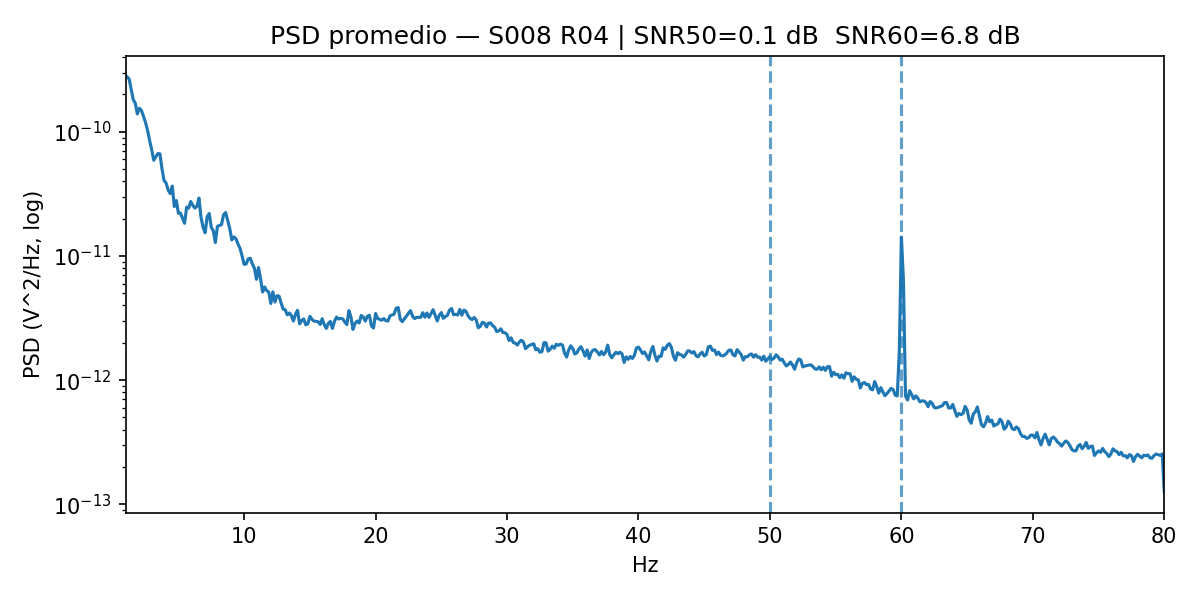 PSD promedio — S008 R04 | SNR50=0.1 dB  SNR60=6.8 dB
PSD (V^2/Hz, log)
10⁻¹⁰
10⁻¹¹
10⁻¹²
10⁻¹³
10 20 30 40 50 60 70 80
Hz